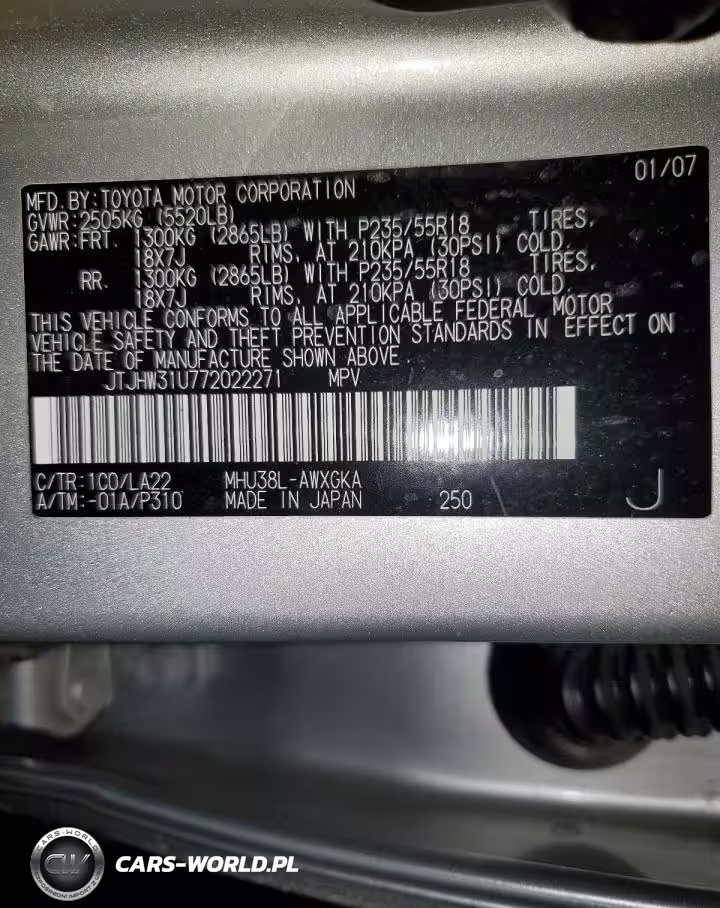 01/07
MFD.BY:TOYOTA MOTOR CORPORATION
GVWR:2505KG (5520LB)
GAWR:FRT. 1300KG (2865LB) WITH P235/55R18 TIRES,
18X7J RIMS, AT 210KPA (30PSI) COLD.
RR. 1300KG (2865LB) WITH P235/55R18 TIRES,
18X7J RIMS, AT 210KPA (30PSI) COLD.
THIS VEHICLE CONFORMS TO ALL APPLICABLE FEDERAL MOTOR
VEHICLE SAFETY AND THEFT PREVENTION STANDARDS IN EFFECT ON
THE DATE OF MANUFACTURE SHOWN ABOVE
JTJHW31U772022271 MPV
C/TR:1C0/LA22 MHU38L-AWXGKA
A/TM:-01A/P310 MADE IN JAPAN 250 J
CARS-WORLD
CW
CARS-WORLD.PL